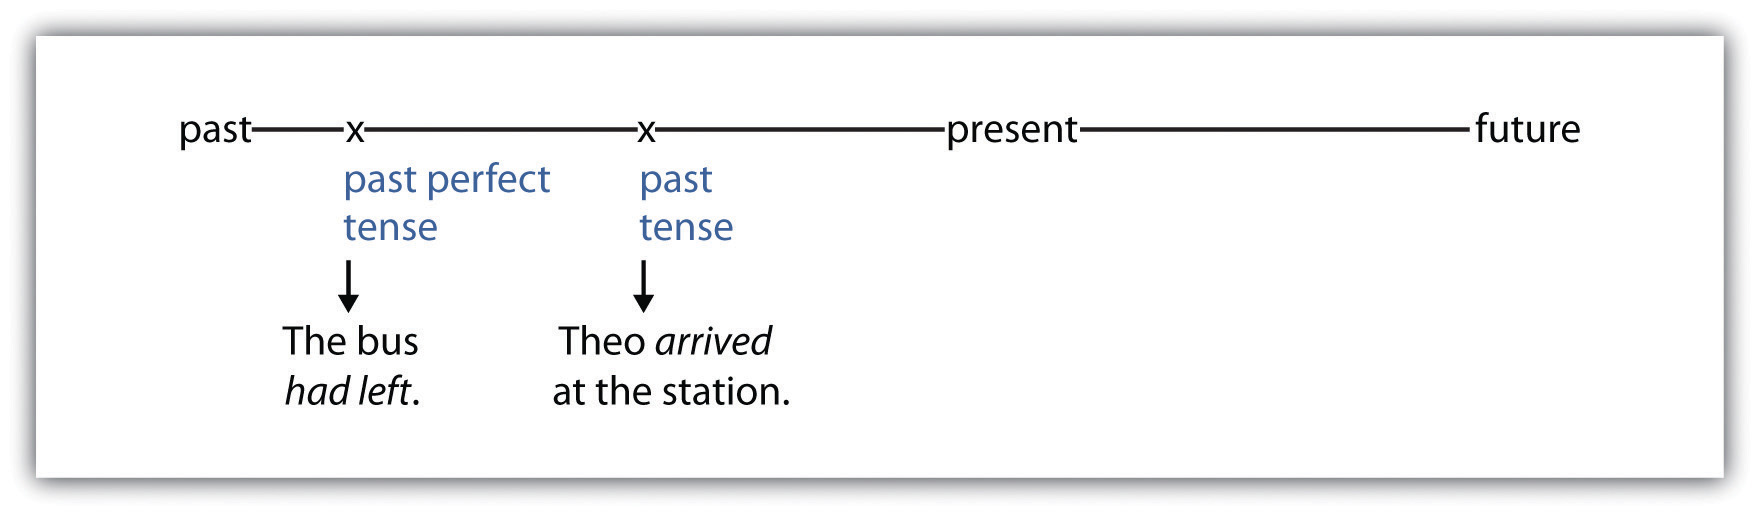 past x x present future
past perfect past
tense tense
The bus Theo arrived
had left. at the station.